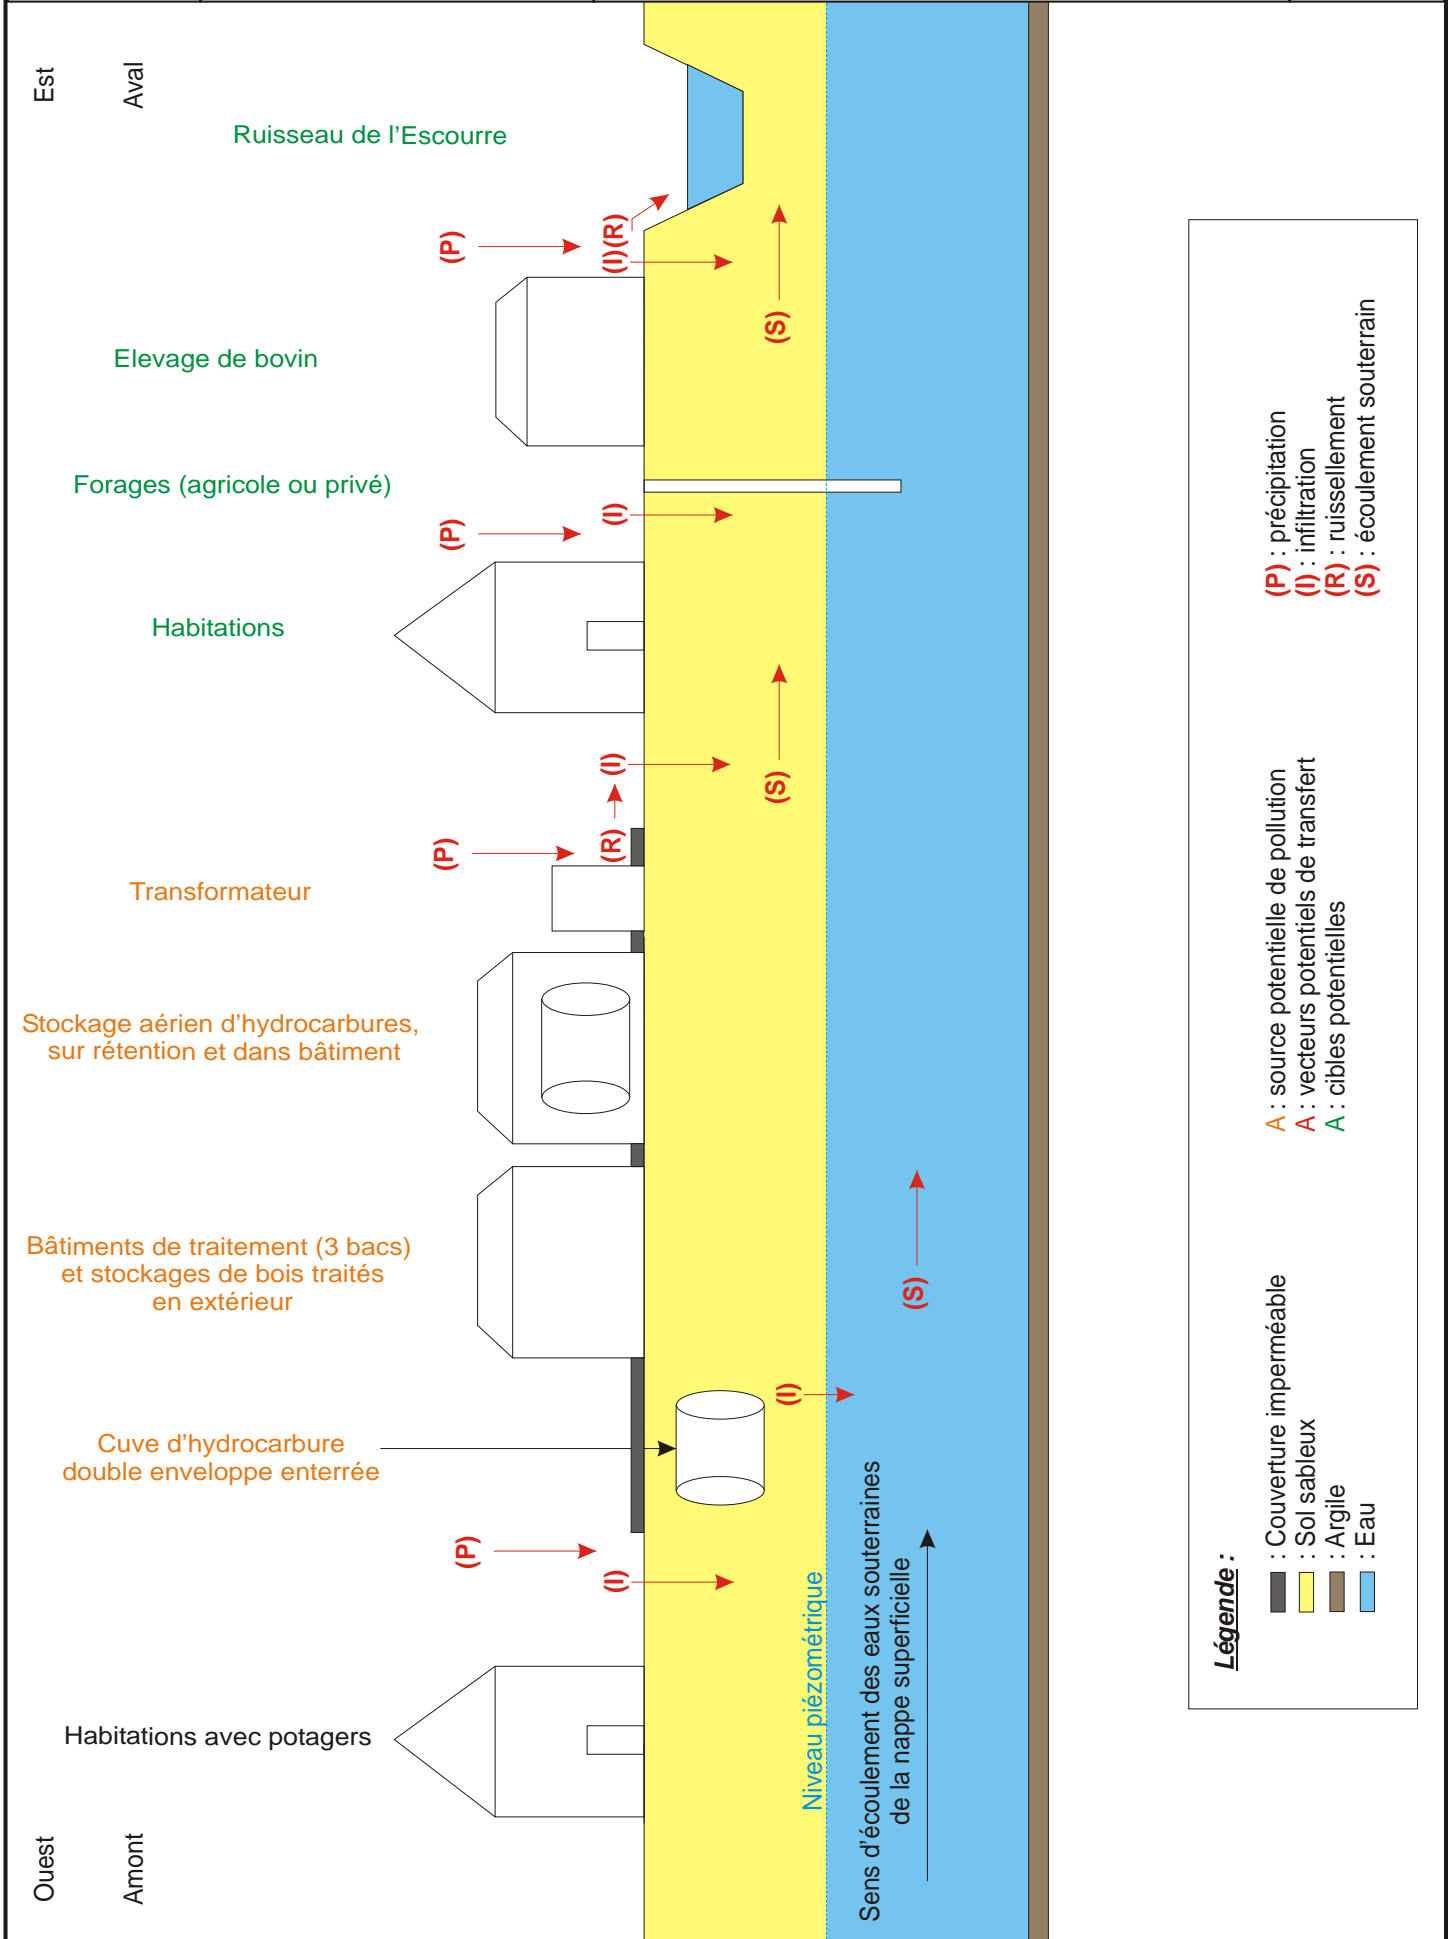 Est
Aval
Ruisseau de l'Escourre
Elevage de bovin
Forages (agricole ou privé)
Habitations
Transformateur
Stockage aérien d'hydrocarbures,
sur rétention et dans bâtiment
Bâtiments de traitement (3 bacs)
et stockages de bois traités
en extérieur
Cuve d'hydrocarbure
double enveloppe enterrée
Habitations avec potagers
Ouest
Amont
(P)
(I)
(R)
(S)
(P)
(I)
(P)
(R)
(I)
(S)
(P)
(I)
(I)
(S)
Niveau piézométrique
Sens d'écoulement des eaux souterraines
de la nappe superficielle
Légende :
: Couverture imperméable
: Sol sableux
: Argile
: Eau
A : source potentielle de pollution
A : vecteurs potentiels de transfert
A : cibles potentielles
(P) : précipitation
(I) : infiltration
(R) : ruissellement
(S) : écoulement souterrain